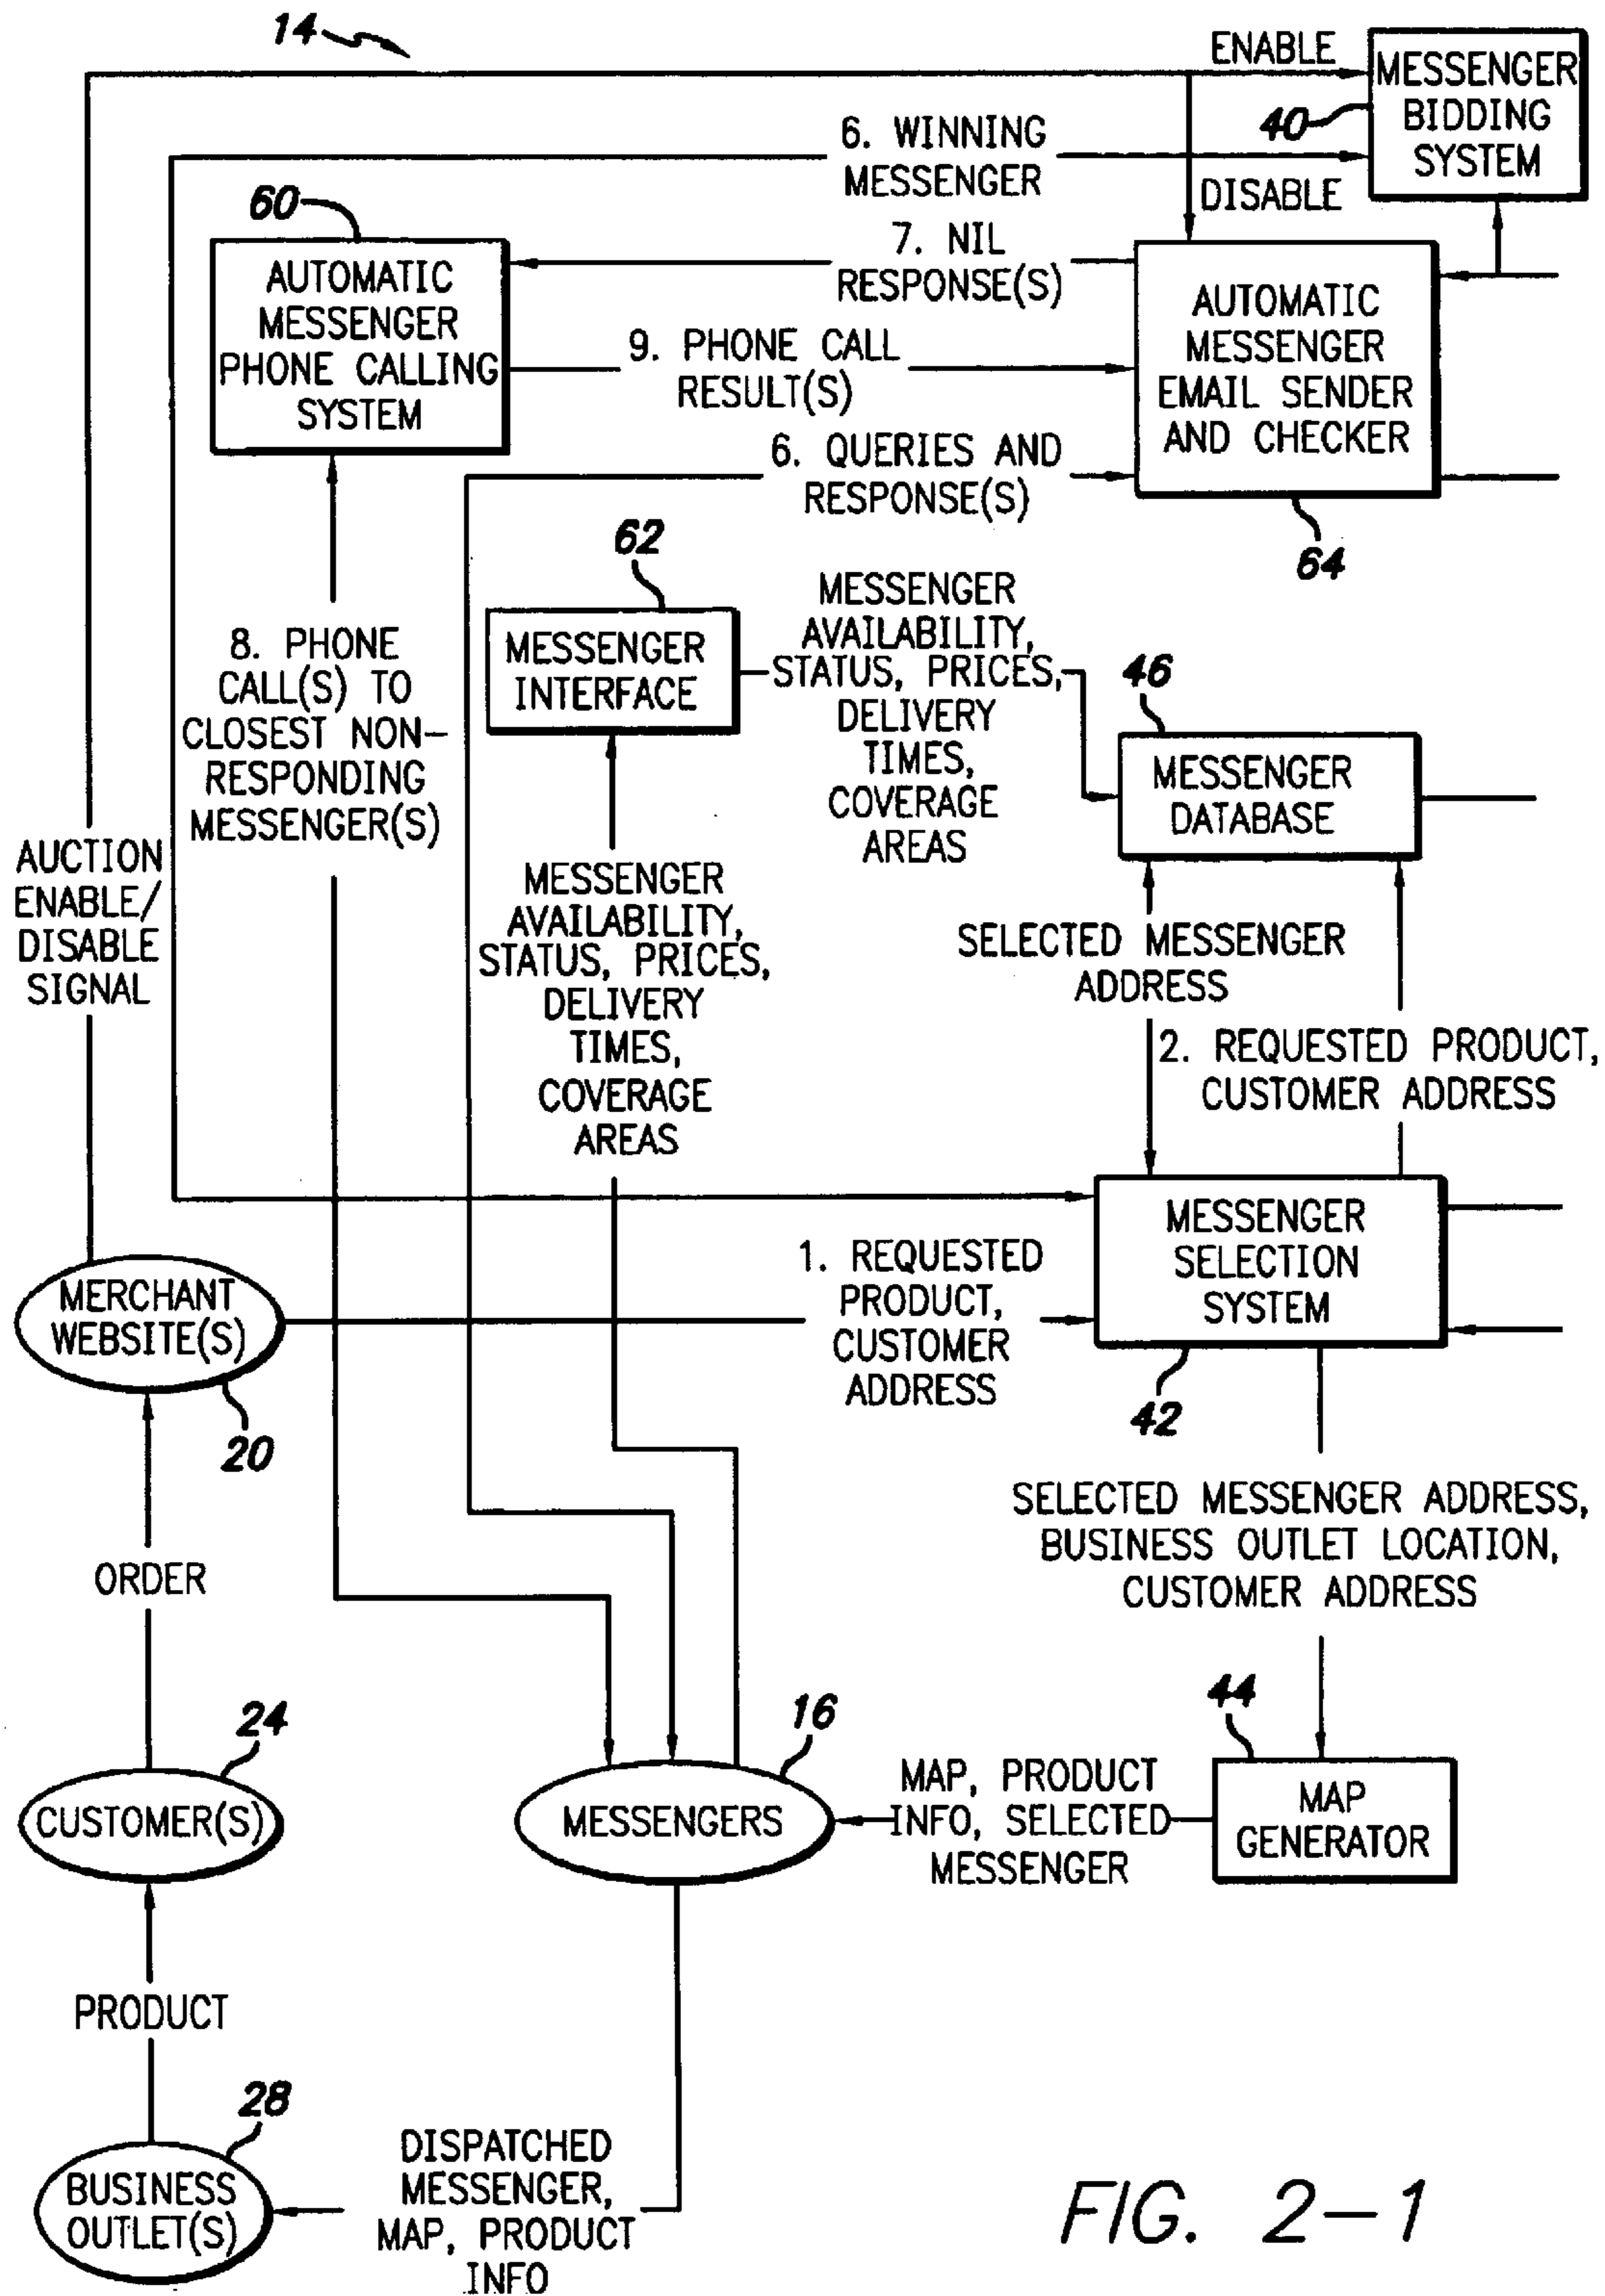 14
ENABLE
MESSENGER
BIDDING
SYSTEM
40
6. WINNING
MESSENGER
DISABLE
60
AUTOMATIC
MESSENGER
PHONE CALLING
SYSTEM
7. NIL
RESPONSE(S)
9. PHONE CALL
RESULT(S)
6. QUERIES AND
RESPONSE(S)
AUTOMATIC
MESSENGER
EMAIL SENDER
AND CHECKER
64
62
MESSENGER
INTERFACE
MESSENGER
AVAILABILITY,
STATUS, PRICES,
DELIVERY
TIMES,
COVERAGE
AREAS
46
MESSENGER
DATABASE
8. PHONE
CALL(S) TO
CLOSEST NON-
RESPONDING
MESSENGER(S)
AUCTION
ENABLE/
DISABLE
SIGNAL
MESSENGER
AVAILABILITY,
STATUS, PRICES,
DELIVERY
TIMES,
COVERAGE
AREAS
SELECTED MESSENGER
ADDRESS
2. REQUESTED PRODUCT,
CUSTOMER ADDRESS
MESSENGER
SELECTION
SYSTEM
42
MERCHANT
WEBSITE(S)
20
1. REQUESTED
PRODUCT,
CUSTOMER
ADDRESS
SELECTED MESSENGER ADDRESS,
BUSINESS OUTLET LOCATION,
CUSTOMER ADDRESS
ORDER
24
CUSTOMER(S)
16
MESSENGERS
MAP, PRODUCT
INFO, SELECTED
MESSENGER
44
MAP
GENERATOR
PRODUCT
28
BUSINESS
OUTLET(S)
DISPATCHED
MESSENGER,
MAP, PRODUCT
INFO
FIG. 2-1